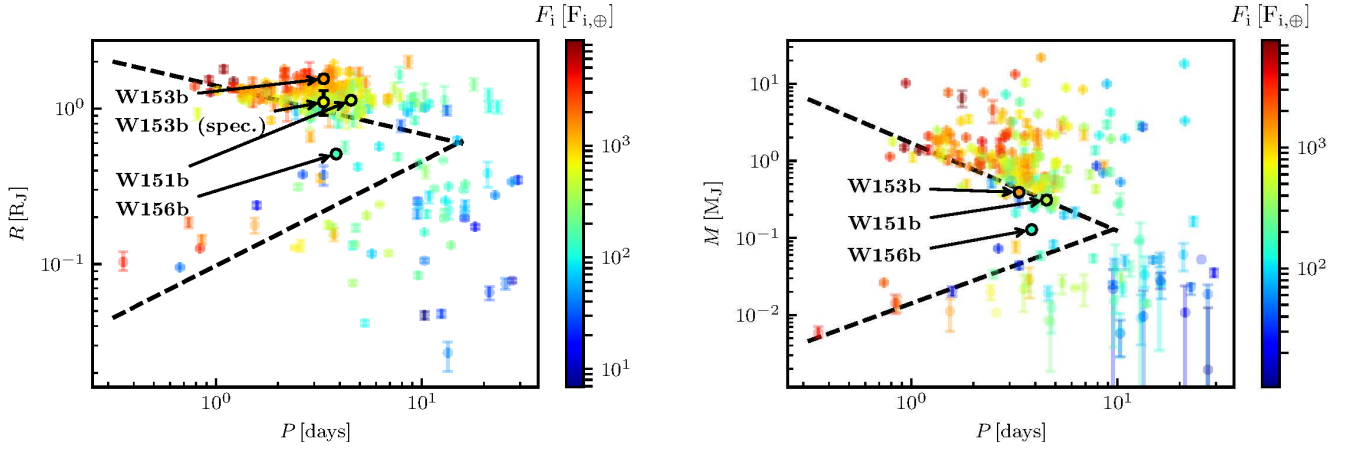 F_i [F_{i,⊕}]
F_i [F_{i,⊕}]
R [R_J]
10^0
10^{-1}
W153b
W153b (spec.)
W151b
W156b
10^3
10^2
10^1
10^0
10^1
P [days]
M [M_J]
10^1
10^0
10^{-1}
10^{-2}
W153b
W151b
W156b
10^3
10^2
10^0
10^1
P [days]